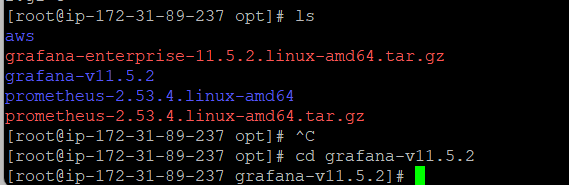 [root@ip-172-31-89-237 opt]# ls
aws
grafana-enterprise-11.5.2.linux-amd64.tar.gz
grafana-v11.5.2
prometheus-2.53.4.linux-amd64
prometheus-2.53.4.linux-amd64.tar.gz
[root@ip-172-31-89-237 opt]# ^C
[root@ip-172-31-89-237 opt]# cd grafana-v11.5.2
[root@ip-172-31-89-237 grafana-v11.5.2]#